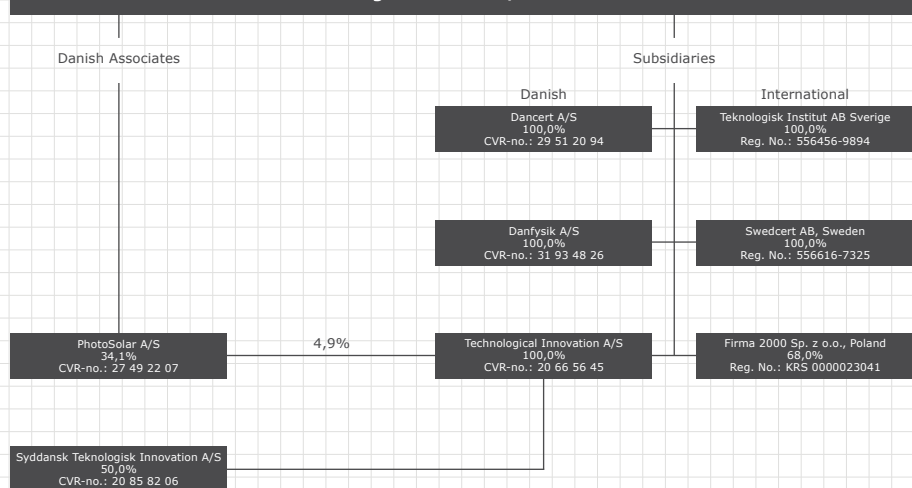 Danish Associates
Subsidiaries
Danish
International
Dancert A/S
100,0%
CVR-no.: 29 51 20 94
Teknologisk Institut AB Sverige
100,0%
Reg. No.: 556456-9894
Danfysik A/S
100,0%
CVR-no.: 31 93 48 26
Swedcert AB, Sweden
100,0%
Reg. No.: 556616-7325
PhotoSolar A/S
34,1%
CVR-no.: 27 49 22 07
4,9%
Technological Innovation A/S
100,0%
CVR-no.: 20 66 56 45
Firma 2000 Sp. z o.o., Poland
68,0%
Reg. No.: KRS 0000023041
Syddansk Teknologisk Innovation A/S
50,0%
CVR-no.: 20 85 82 06